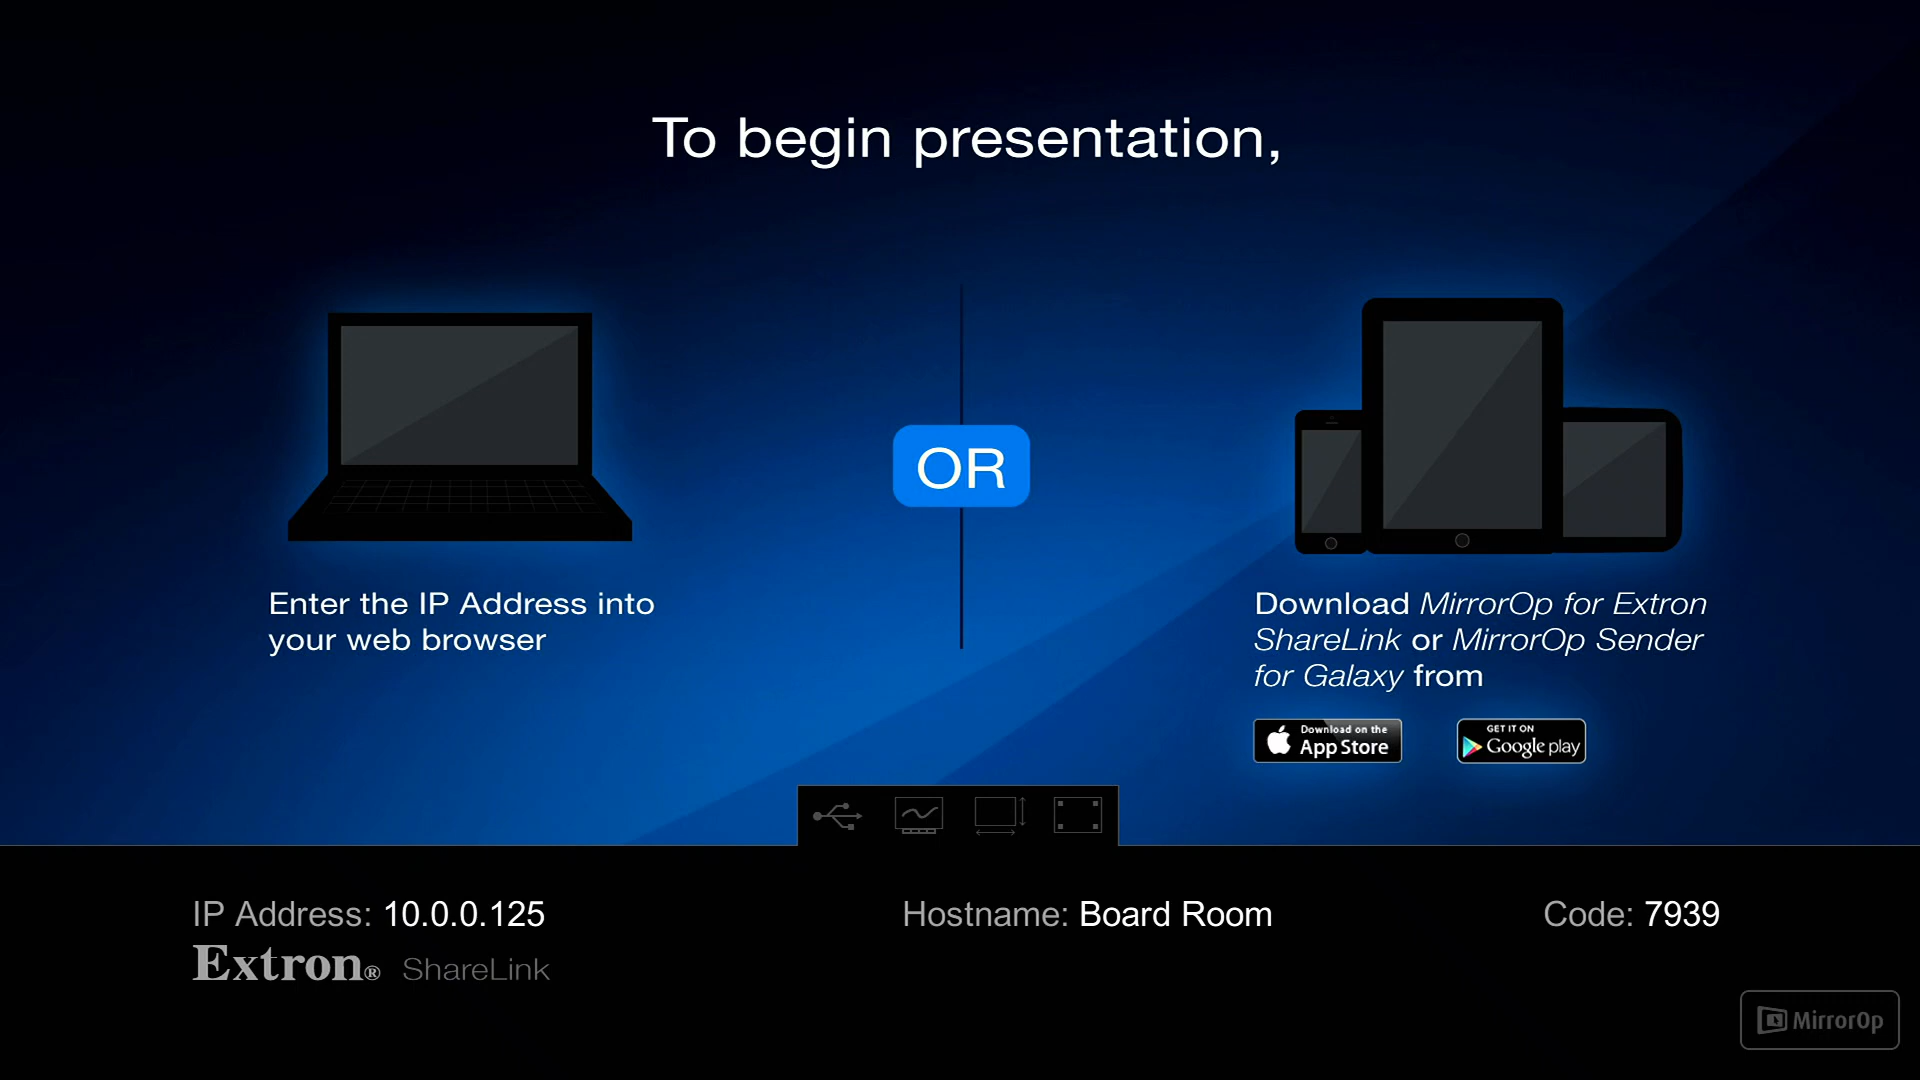 To begin presentation,
OR
Enter the IP Address into
your web browser
Download MirrorOp for Extron
ShareLink or MirrorOp Sender
for Galaxy from
Download on the
App Store
GET IT ON
Google play
IP Address: 10.0.0.125
Hostname: Board Room
Code: 7939
Extron® ShareLink
MirrorOp